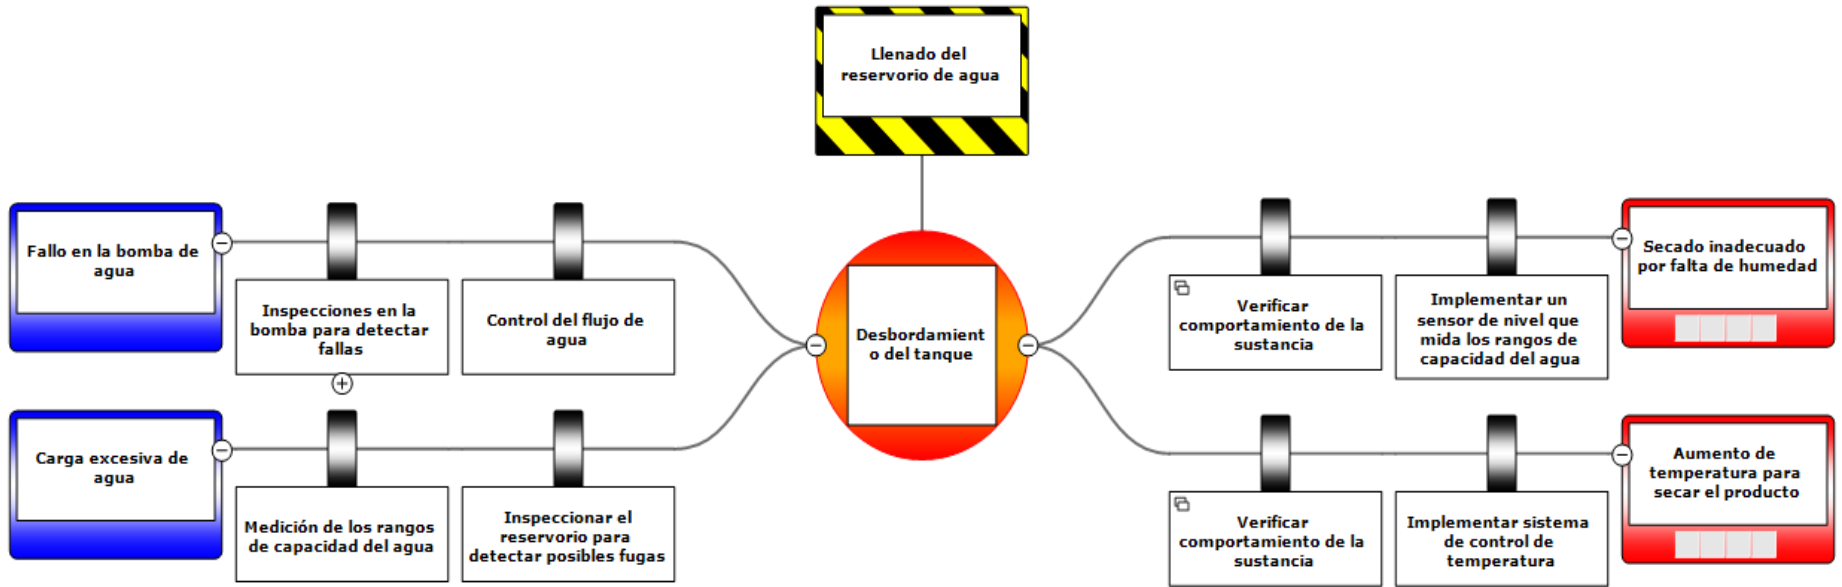 Llenado del
reservorio de agua
Fallo en la bomba de
agua
Inspecciones en la
bomba para detectar
fallas
Control del flujo de
agua
Carga excesiva de
agua
Medición de los rangos
de capacidad del agua
Inspeccionar el
reservorio para
detectar posibles fugas
Desbordamient
o del tanque
Verificar
comportamiento de la
sustancia
Implementar un
sensor de nivel que
mida los rangos de
capacidad del agua
Secado inadecuado
por falta de humedad
Verificar
comportamiento de la
sustancia
Implementar sistema
de control de
temperatura
Aumento de
temperatura para
secar el producto